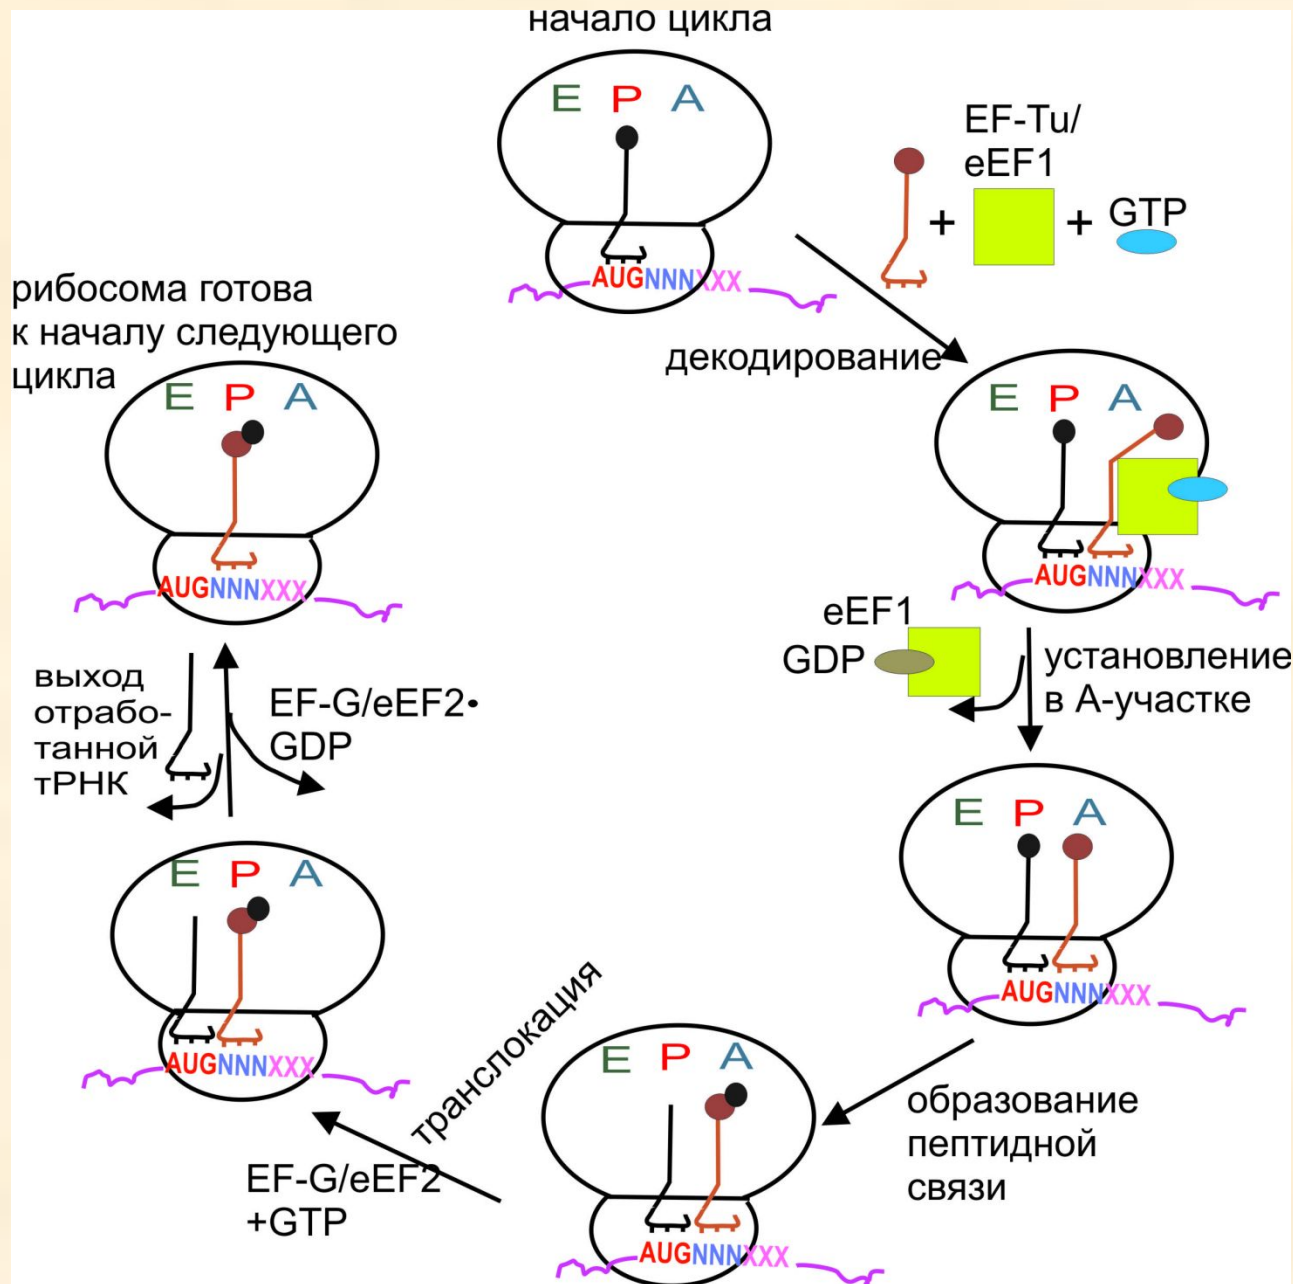 начало цикла
E P A
AUGNNNXXX
EF-Tu/
eEF1
+
+
GTP
декодирование
E P A
AUGNNNXXX
eEF1
GDP
установление
в А-участке
E P A
AUGNNNXXX
образование
пептидной
связи
E P A
AUGNNNXXX
транслокация
EF-G/eEF2
+GTP
E P A
AUGNNNXXX
выход
отрабо-
танной
тРНК
EF-G/eEF2•
GDP
рибосома готова
к началу следующего
цикла
E P A
AUGNNNXXX